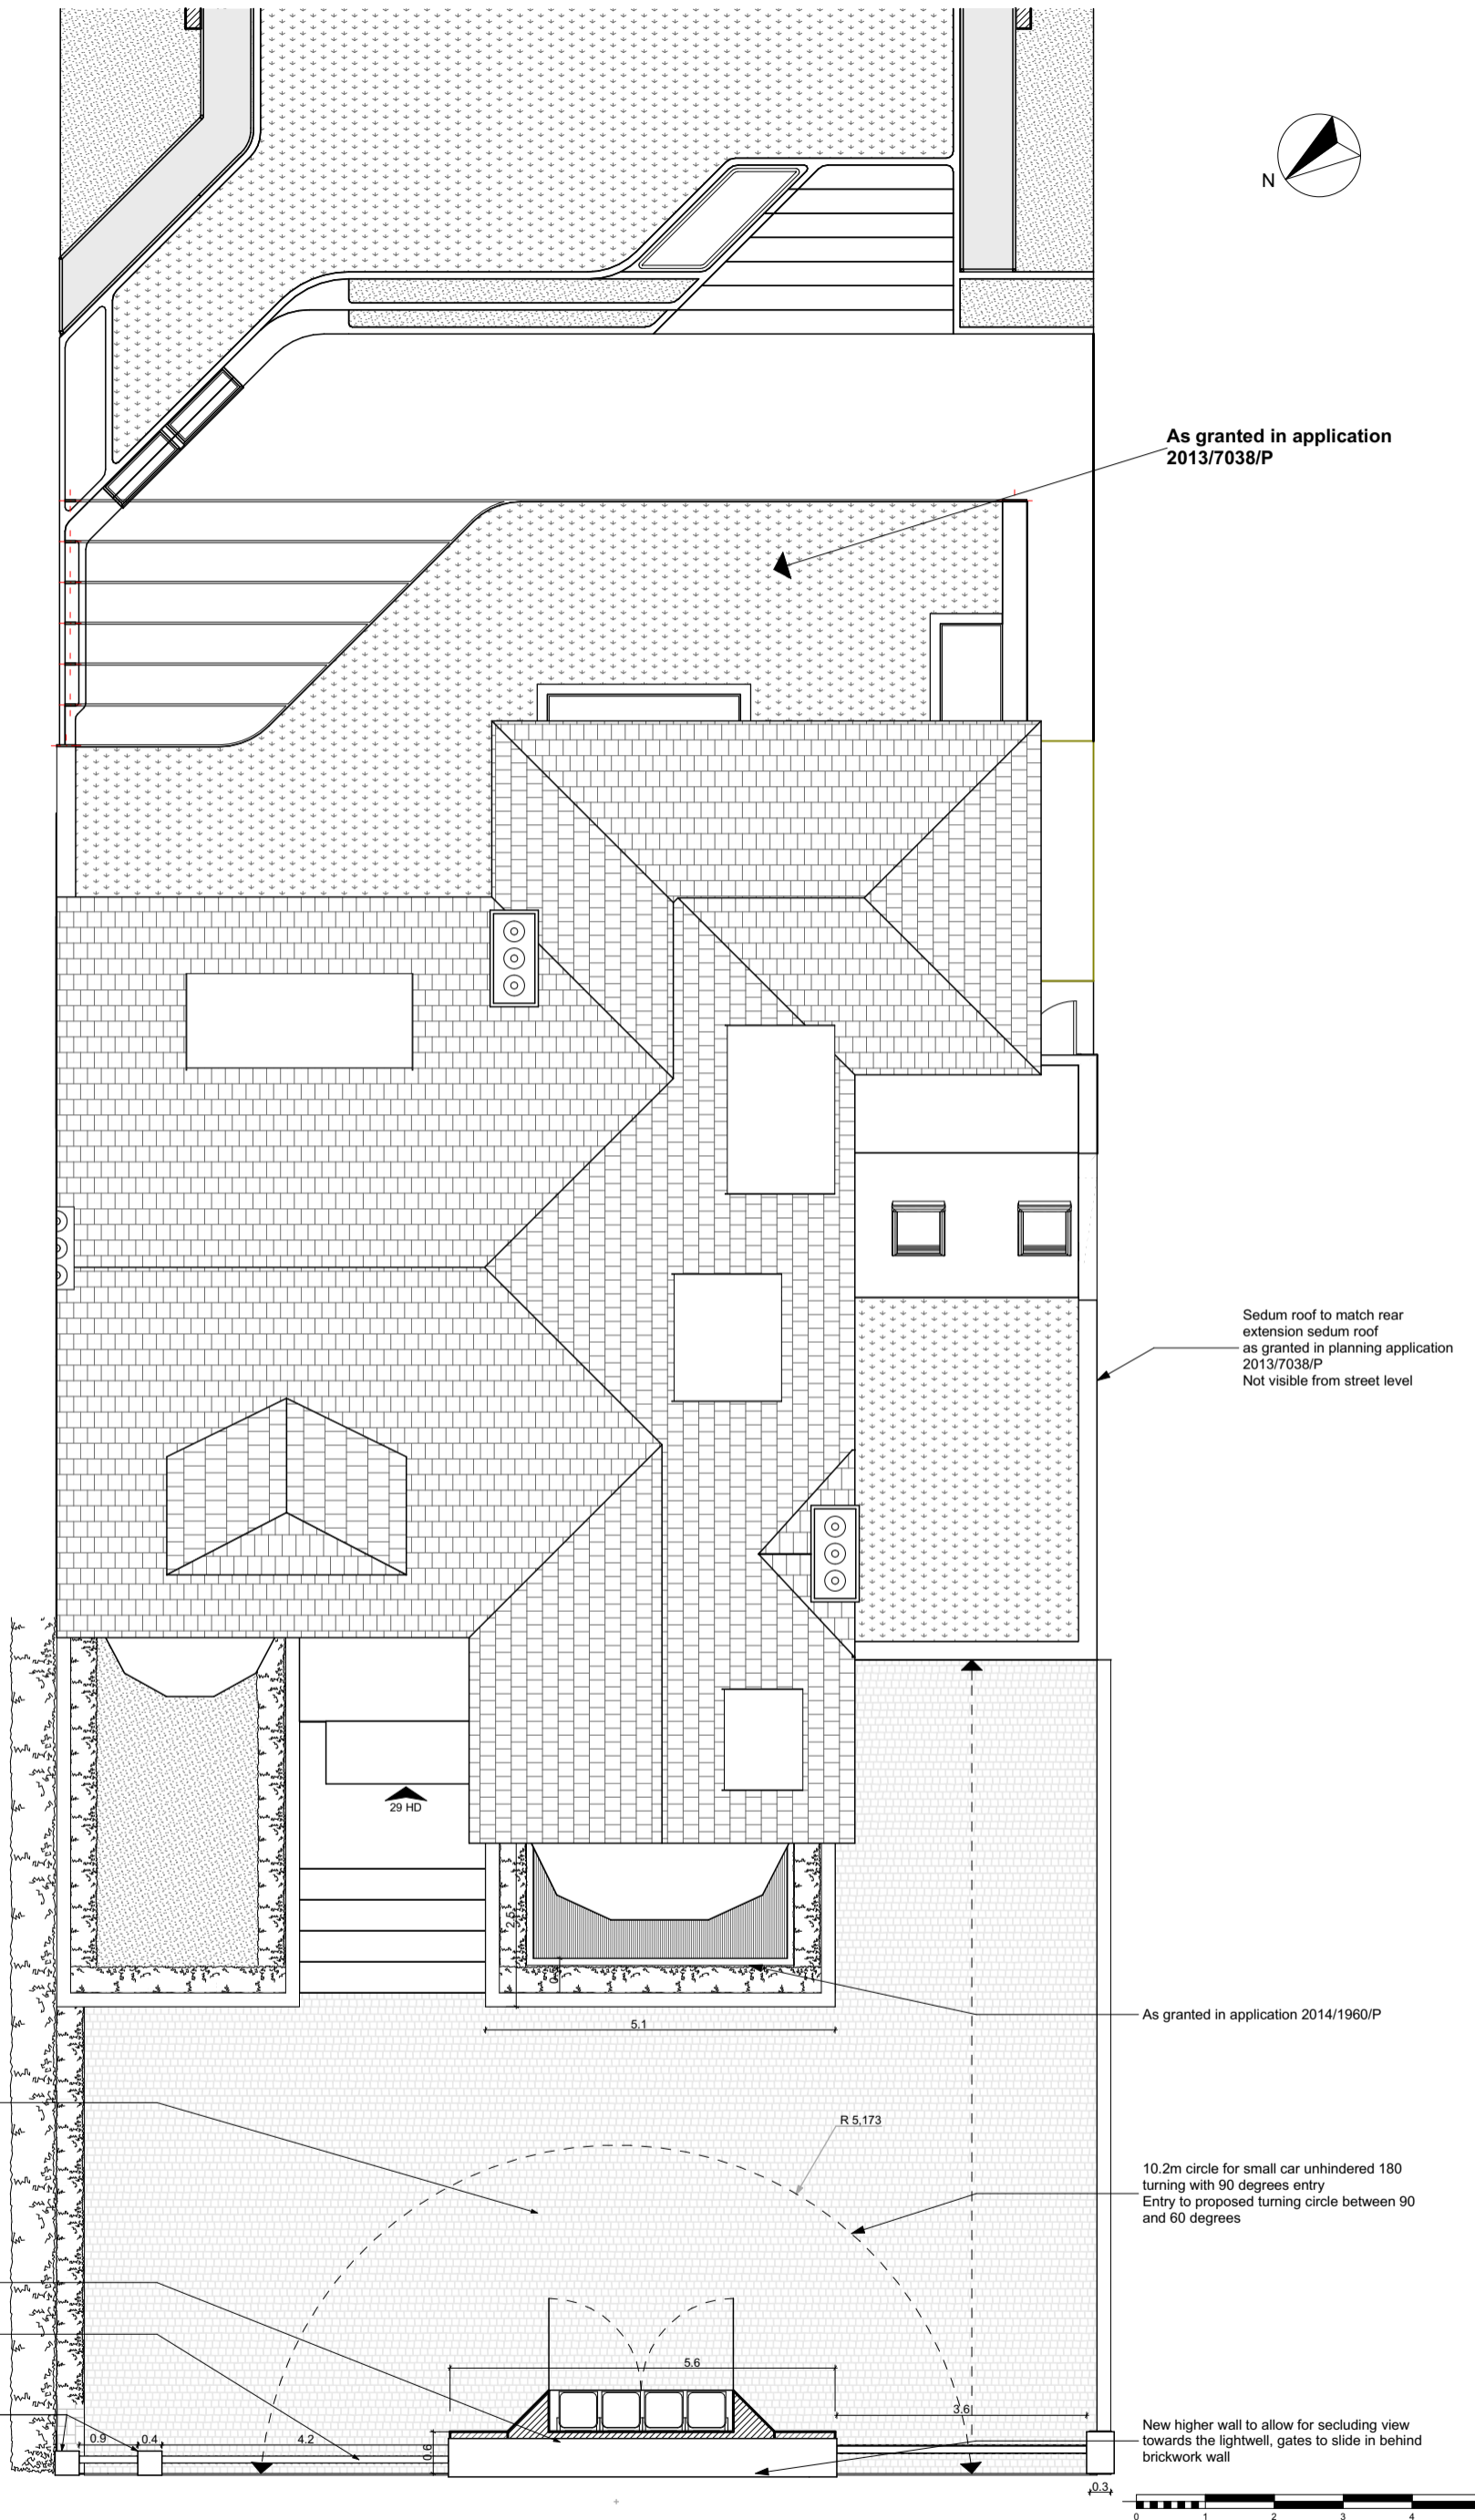 N
As granted in application
2013/7038/P
Sedum roof to match rear
extension sedum roof
as granted in planning application
2013/7038/P
Not visible from street level
29 HD
2.5
0.5
As granted in application 2014/1960/P
5.1
R 5,173
10.2m circle for small car unhindered 180
turning with 90 degrees entry
Entry to proposed turning circle between 90
and 60 degrees
5.6
3.6
0.9 0.4 4.2 0.6
New higher wall to allow for secluding view
towards the lightwell, gates to slide in behind
brickwork wall
0.3
0 1 2 3 4